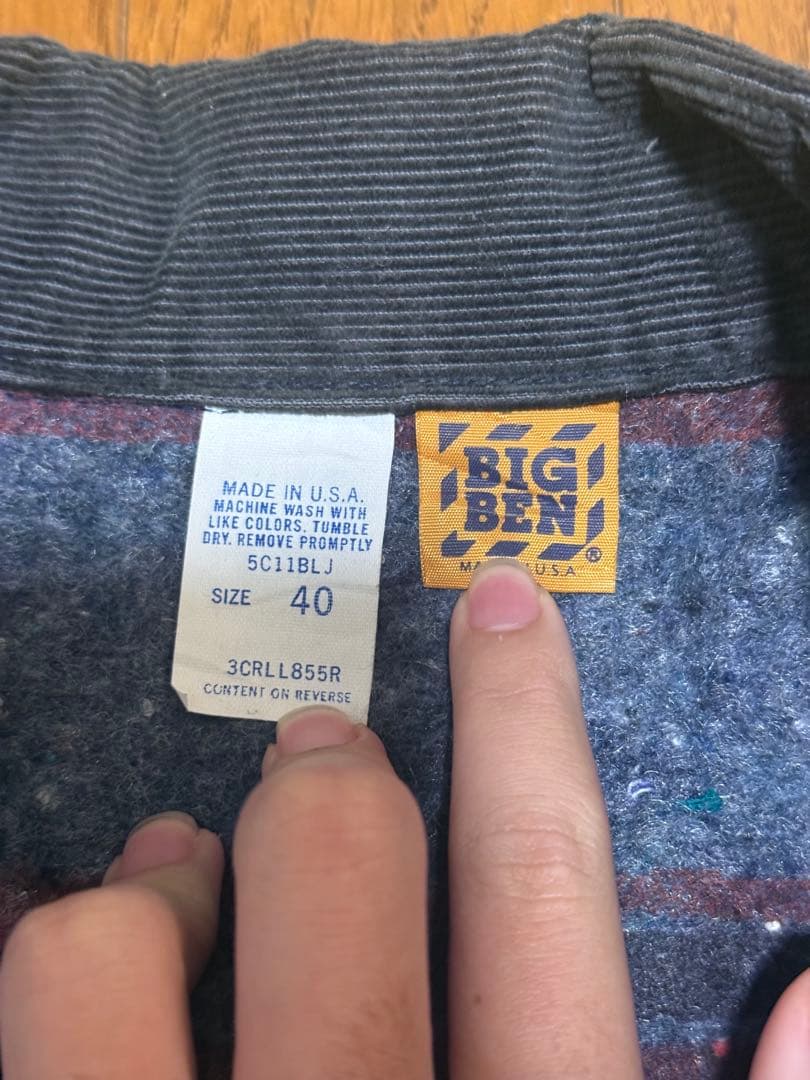 MADE IN U.S.A.
MACHINE WASH WITH
LIKE COLORS. TUMBLE
DRY. REMOVE PROMPTLY
5C11BLJ
SIZE 40
3CRLL855R
CONTENT ON REVERSE
BIG
BEN
®
U.S.A